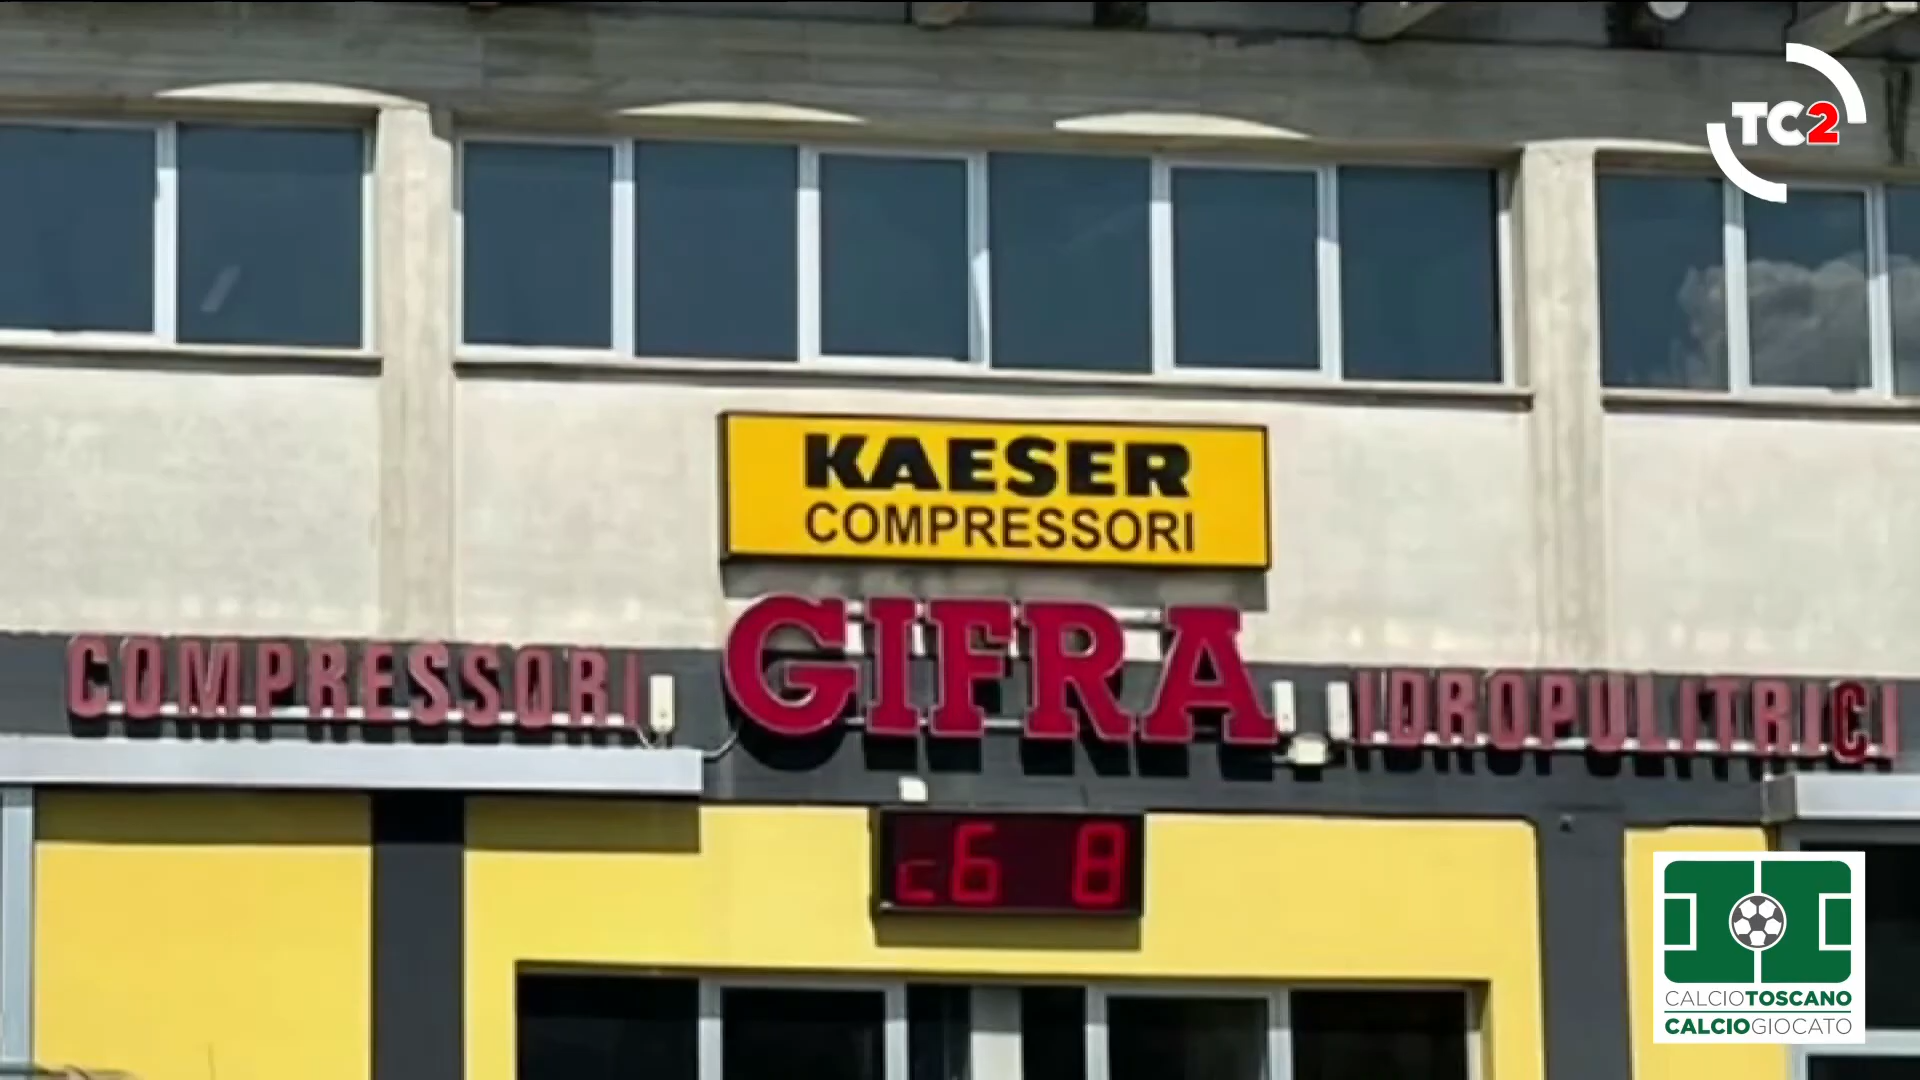 TC2
KAESER
COMPRESSORI
COMPRESSORI GIFRA IDROPULITRICI
c6 8
CALCIOTOSCANO
CALCIOGIOCATO